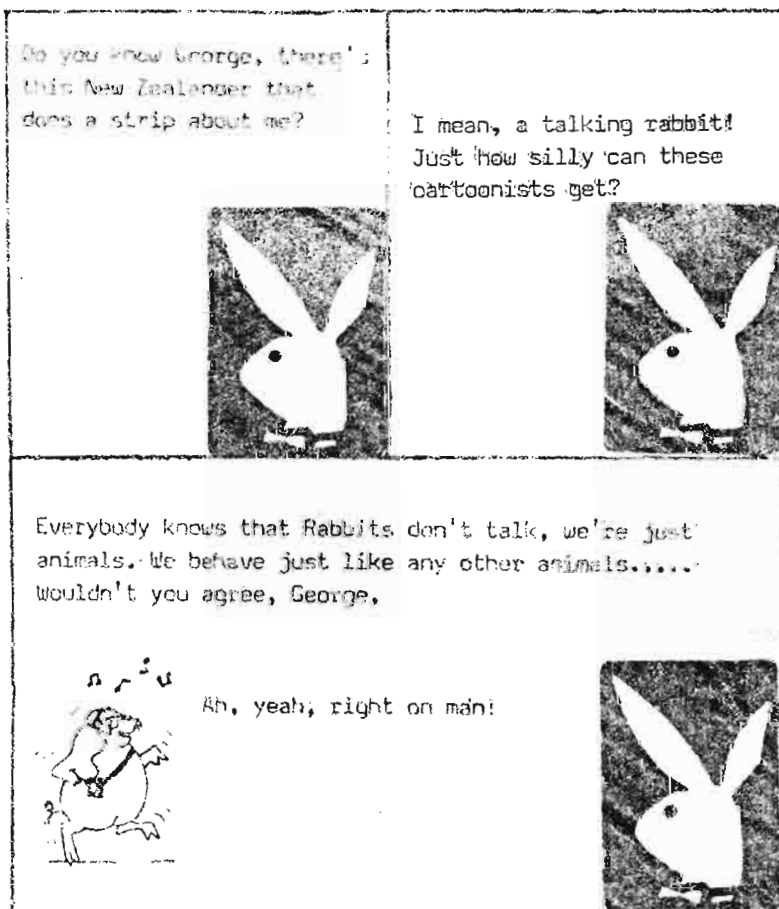 Do you know George, there's
this New Zealander that
does a strip about me?
I mean, a talking rabbit!
Just how silly can these
cartoonists get?
Everybody knows that Rabbits don't talk, we're just
animals. We behave just like any other animals.....
Wouldn't you agree, George.
Ah, yeah, right on man!